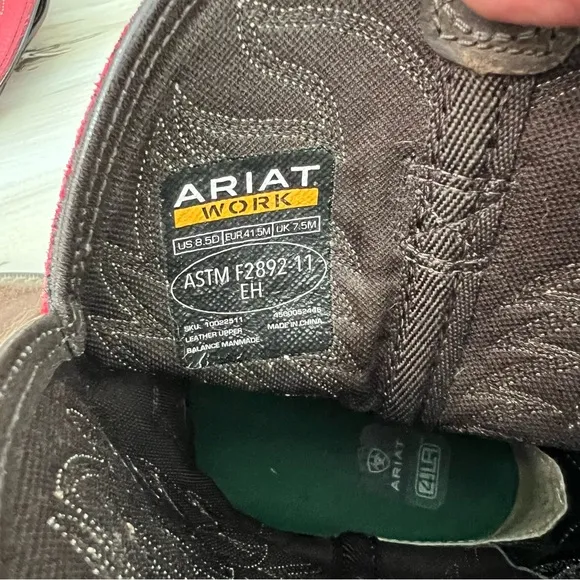 ARIAT
WORK
US 8.5D EUR 41.5M UK 7.5M
ASTM F2892-11
EH
SKU: 10022511 4500052446
LEATHER UPPER MADE IN CHINA
BALANCE MANMADE
ARIAT
4LR